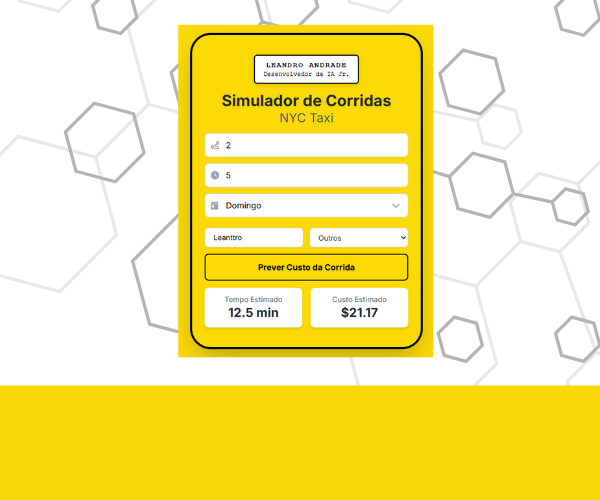 LEANDRO ANDRADE
Desenvolvedor de IA Jr.
Simulador de Corridas
NYC Taxi
2
5
Domingo
Leanttro
Outros
Prever Custo da Corrida
Tempo Estimado
12.5 min
Custo Estimado
$21.17